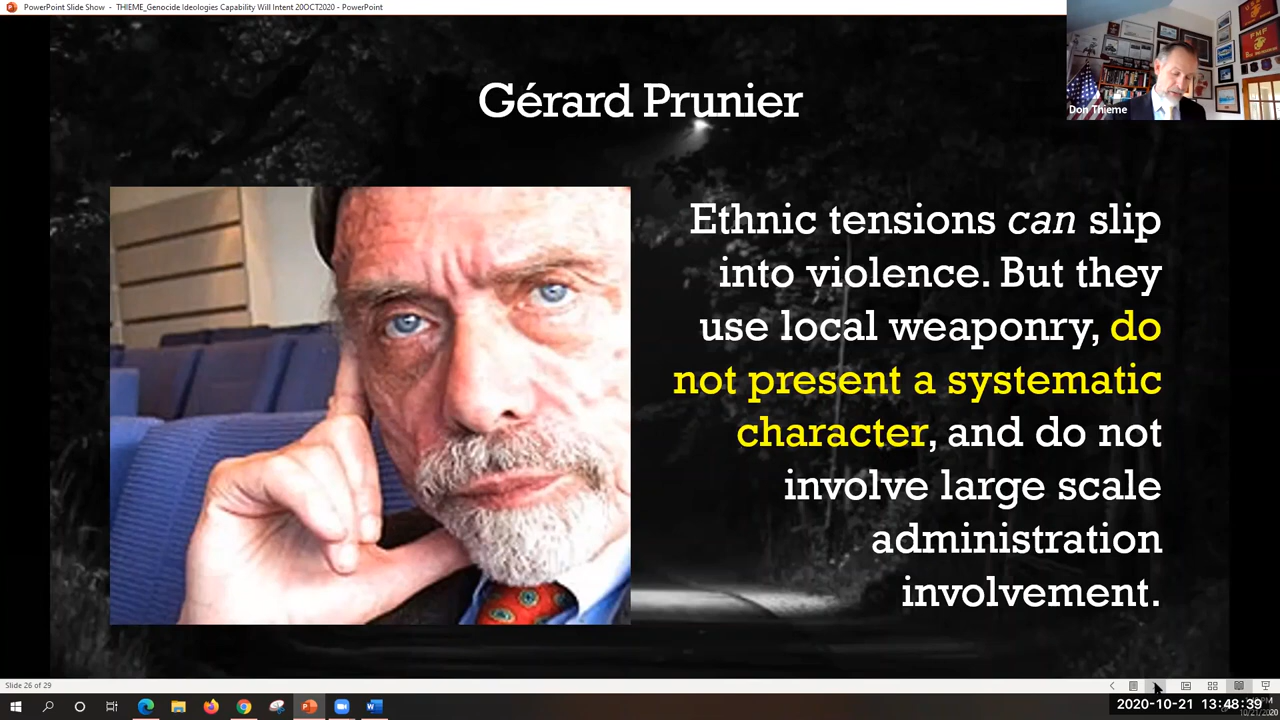 PowerPoint Slide Show - THIEME_Genocide Ideologies Capability Will Intent 20OCT2020 - PowerPoint
Don Thieme
Gérard Prunier
Ethnic tensions can slip
into violence. But they
use local weaponry, do
not present a systematic
character, and do not
involve large scale
administration
involvement.
Slide 26 of 29
2020-10-21 13:48:39